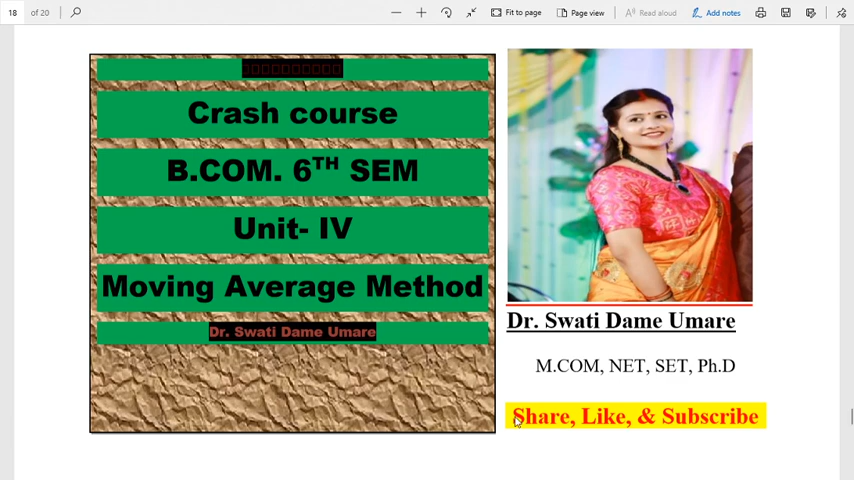 18 of 20
Fit to page
Page view
Read aloud
Add notes
Crash course
B.COM. 6TH SEM
Unit- IV
Moving Average Method
Dr. Swati Dame Umare
Dr. Swati Dame Umare
M.COM, NET, SET, Ph.D
Share, Like, & Subscribe